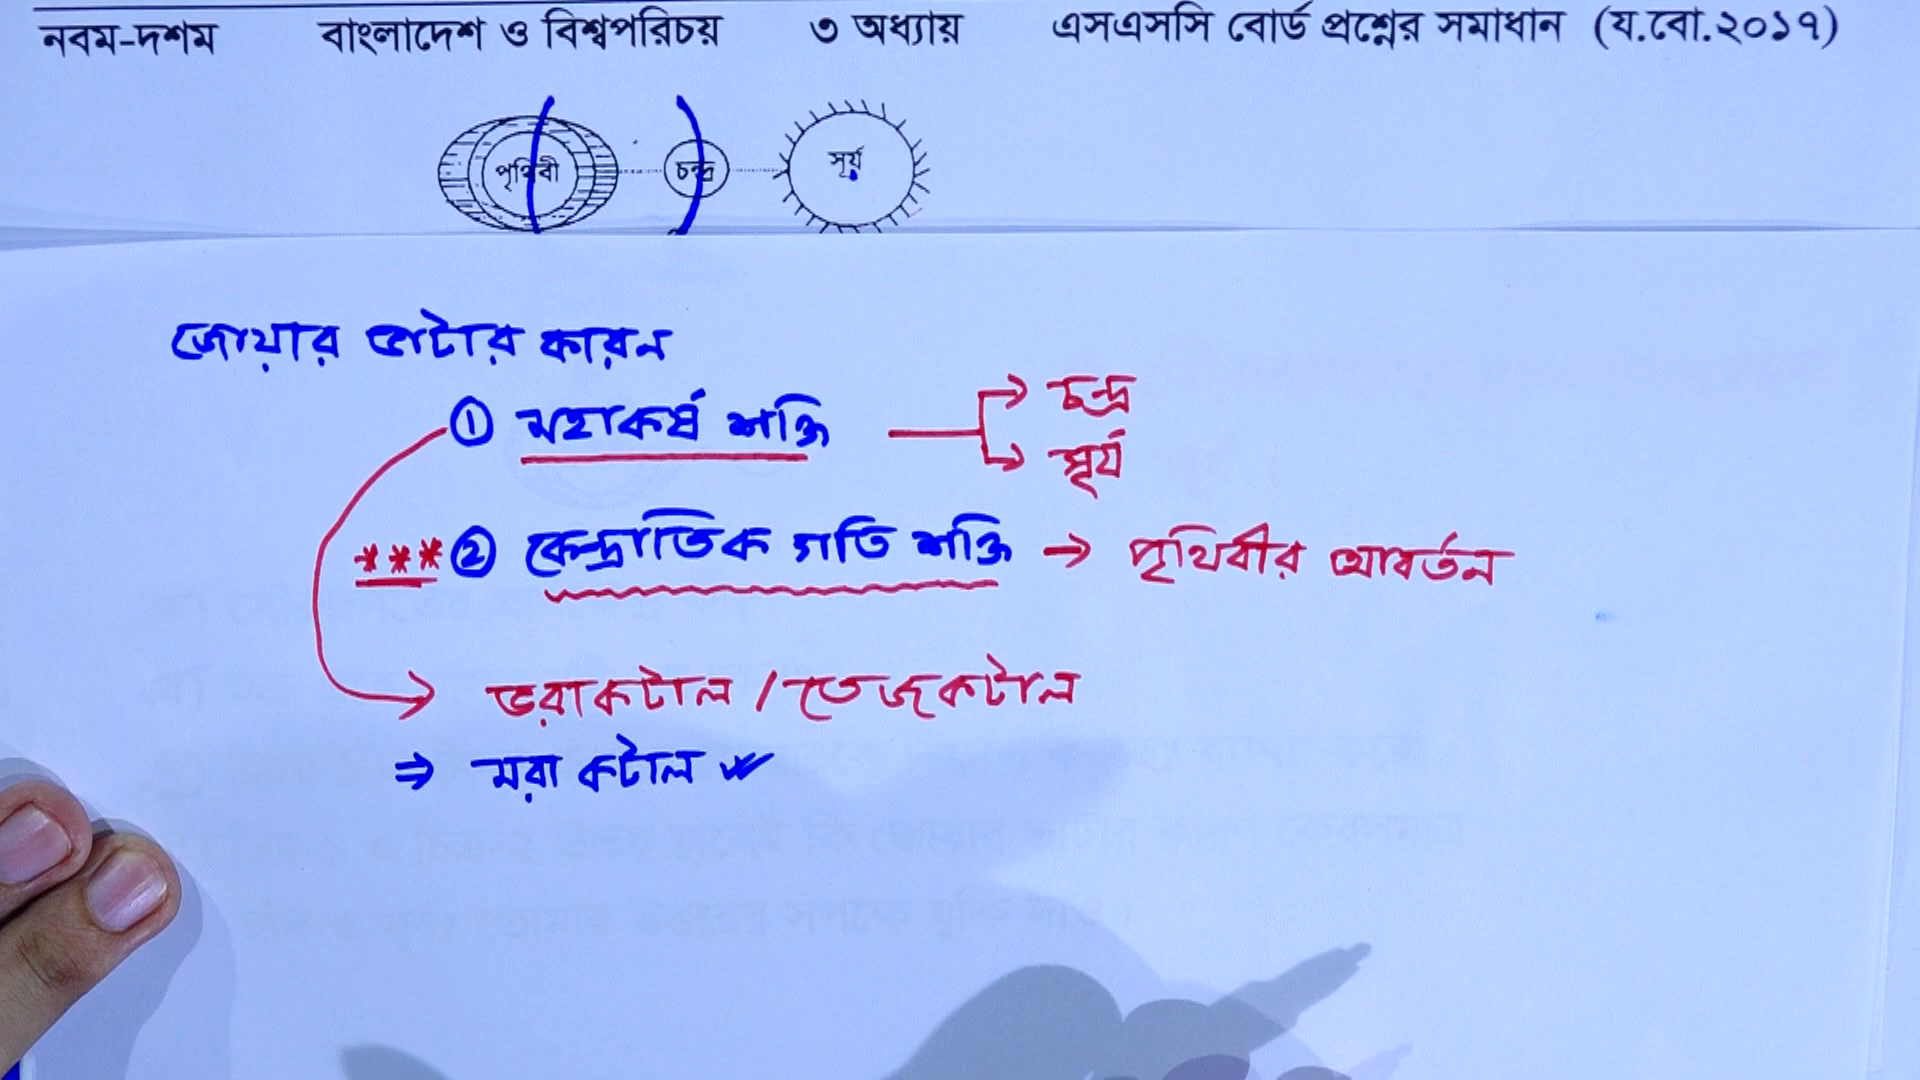 নবম-দশম বাংলাদেশ ও বিশ্বপরিচয় ৩ অধ্যায় এসএসসি বোর্ড প্রশ্নের সমাধান (য.বো.২০১৭)
পৃথিবী চন্দ্র সূর্য
জোয়ার ভাটার কারন
① মহাকর্ষ শক্তি → চন্দ্র
→ সূর্য
*** ② কেন্দ্রাতিক গতি শক্তি → পৃথিবীর আবর্তন
→ ভরাকটাল / তেজকটাল
⇒ মরা কটাল